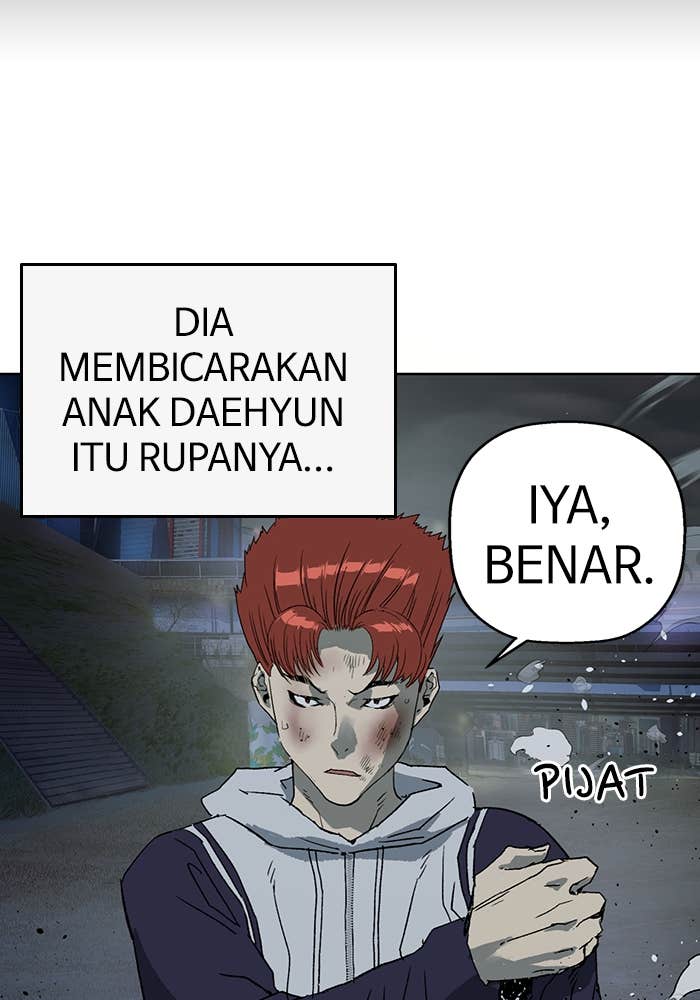 DIA
MEMBICARAKAN
ANAK DAEHYUN
ITU RUPANYA...
IYA,
BENAR.
PIJAT